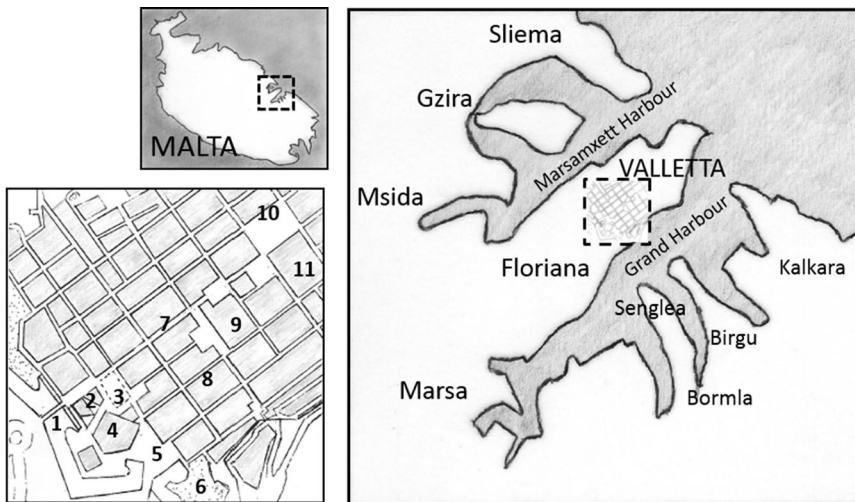 MALTA
10
11
7
9
8
2
3
1
4
5
6
Sliema
Gzira
Marsamxett Harbour
VALLETTA
Msida
Floriana
Grand Harbour
Kalkara
Senglea
Birgu
Marsa
Bormla